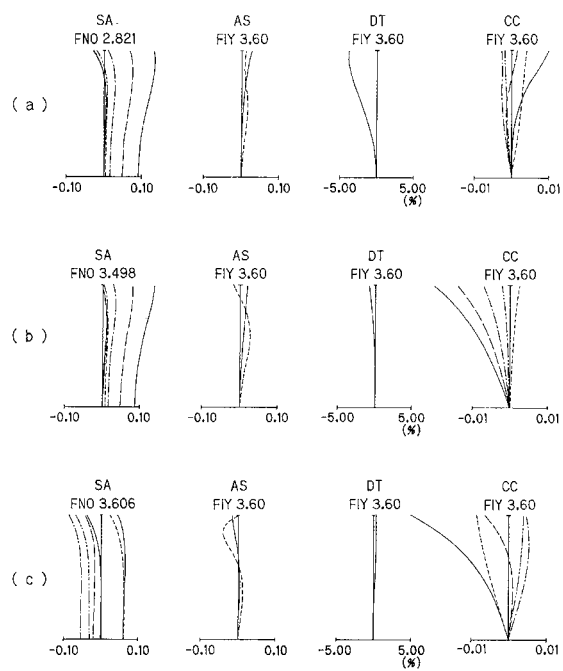 SA AS DT CC
FNO 2.821 FIY 3.60 FIY 3.60 FIY 3.60
( a )
-0.10 0.10 -0.10 0.10 -5.00 5.00 -0.01 0.01
(%)
SA AS DT CC
FNO 3.498 FIY 3.60 FIY 3.60 FIY 3.60
( b )
-0.10 0.10 -0.10 0.10 -5.00 5.00 -0.01 0.01
(%)
SA AS DT CC
FNO 3.606 FIY 3.60 FIY 3.60 FIY 3.60
( c )
-0.10 0.10 -0.10 0.10 -5.00 5.00 -0.01 0.01
(%)